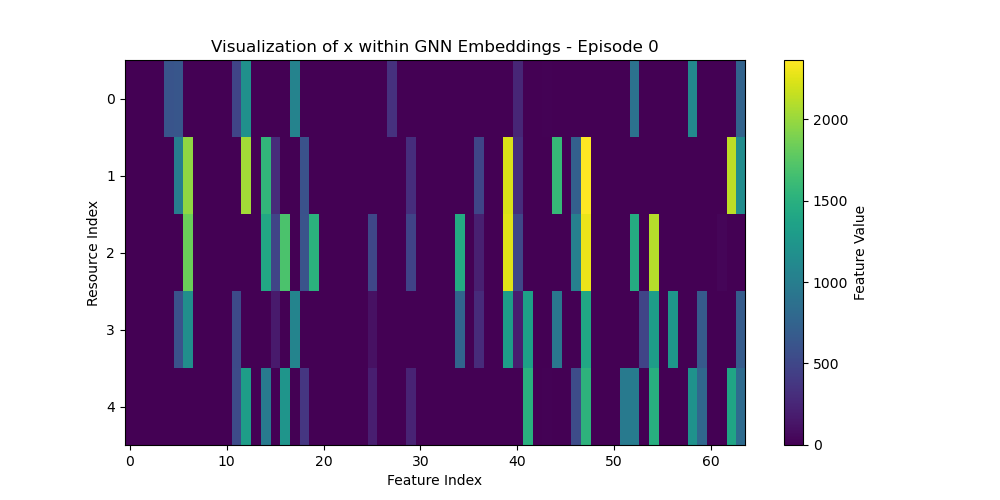 Visualization of x within GNN Embeddings - Episode 0
Resource Index
0
1
2
3
4
0 10 20 30 40 50 60
Feature Index
2000
1500
1000
500
0
Feature Value